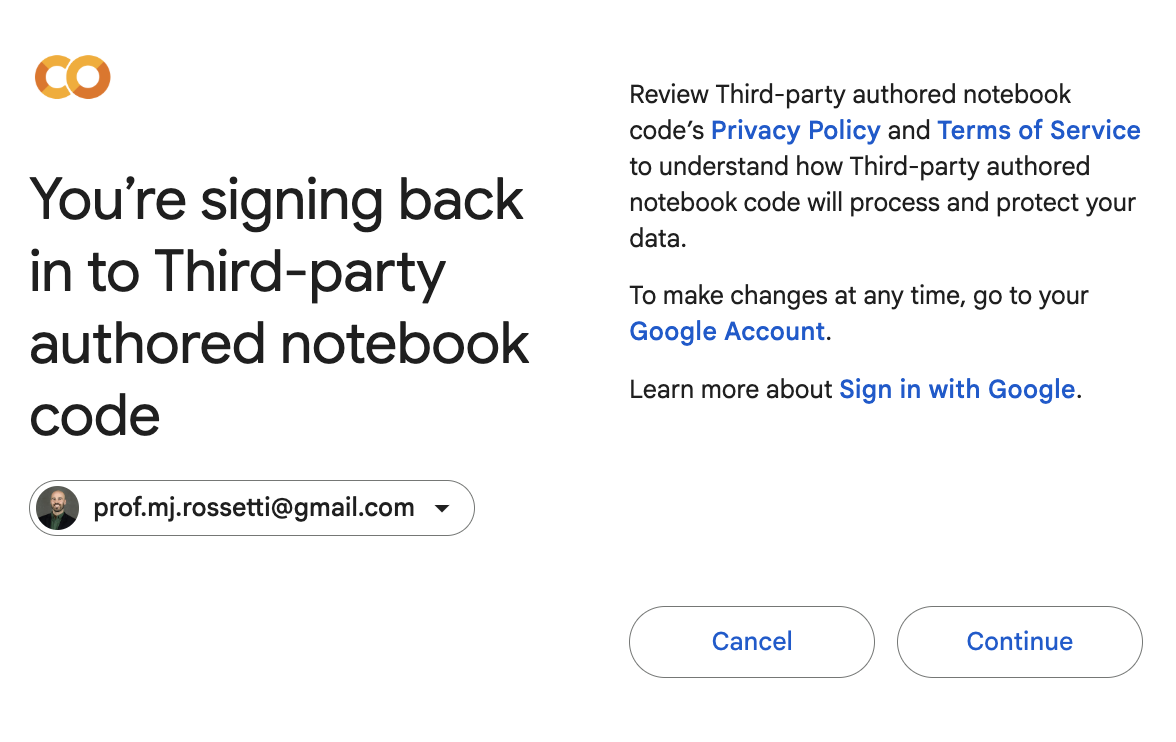 CO
You’re signing back
in to Third-party
authored notebook
code
prof.mj.rossetti@gmail.com
Review Third-party authored notebook
code’s Privacy Policy and Terms of Service
to understand how Third-party authored
notebook code will process and protect your
data.
To make changes at any time, go to your
Google Account.
Learn more about Sign in with Google.
Cancel
Continue